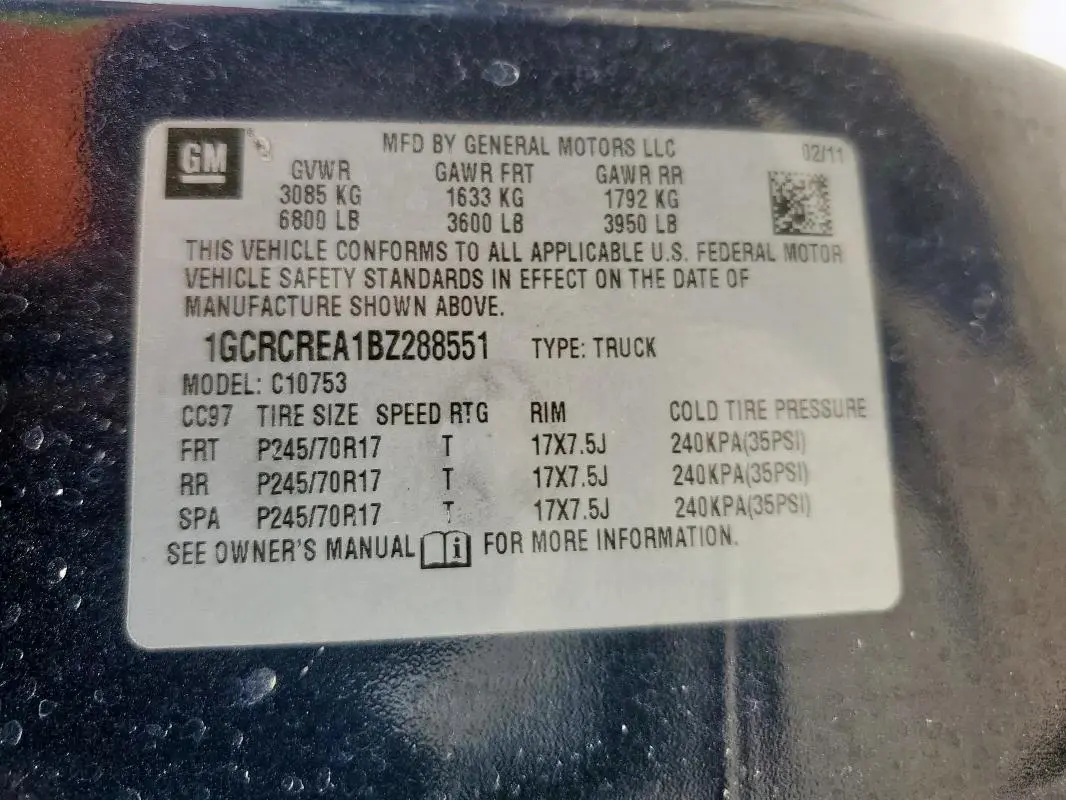 GM
MFD BY GENERAL MOTORS LLC 02/11
GVWR GAWR FRT GAWR RR
3085 KG 1633 KG 1792 KG
6800 LB 3600 LB 3950 LB
THIS VEHICLE CONFORMS TO ALL APPLICABLE U.S. FEDERAL MOTOR
VEHICLE SAFETY STANDARDS IN EFFECT ON THE DATE OF
MANUFACTURE SHOWN ABOVE.
1GCRCREA1BZ288551 TYPE: TRUCK
MODEL: C10753
CC97 TIRE SIZE SPEED RTG RIM COLD TIRE PRESSURE
FRT P245/70R17 T 17X7.5J 240KPA(35PSI)
RR P245/70R17 T 17X7.5J 240KPA(35PSI)
SPA P245/70R17 T 17X7.5J 240KPA(35PSI)
SEE OWNER'S MANUAL i FOR MORE INFORMATION.